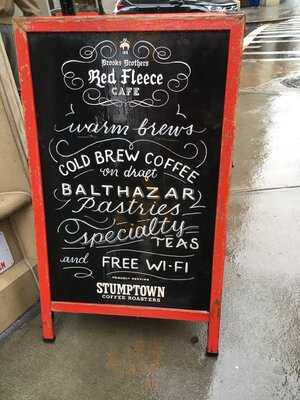 Brooks Brothers
Red Fleece
CAFE
warm brews
COLD BREW COFFEE
on draft
BALTHAZAR
Pastries
specialty
TEAS
and FREE WI-FI
PROUDLY SERVING
STUMPTOWN
COFFEE ROASTERS